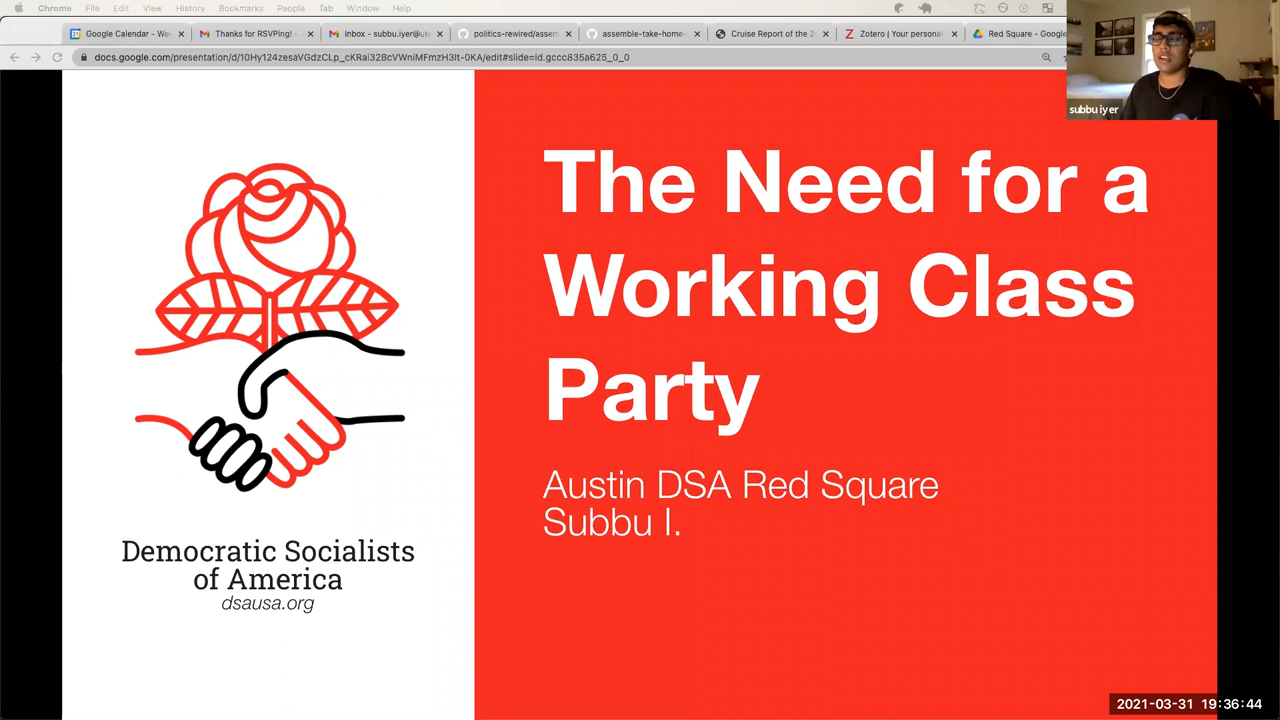 Chrome File Edit View History Bookmarks People Tab Window Help
Google Calendar - We
Thanks for RSVPing! -
Inbox - subbu.iyer@ut
politics-rewired/assem
assemble-take-home-
Cruise Report of the 2
Zotero | Your personal
Red Square - Google
docs.google.com/presentation/d/10Hy124zesaVGdzCLp_cKRai32BcVWniMFmzH3lt-0KA/edit#slide=id.gccc835a625_0_0
subbu iyer
The Need for a
Working Class
Party
Austin DSA Red Square
Subbu I.
Democratic Socialists
of America
dsausa.org
2021-03-31 19:36:44